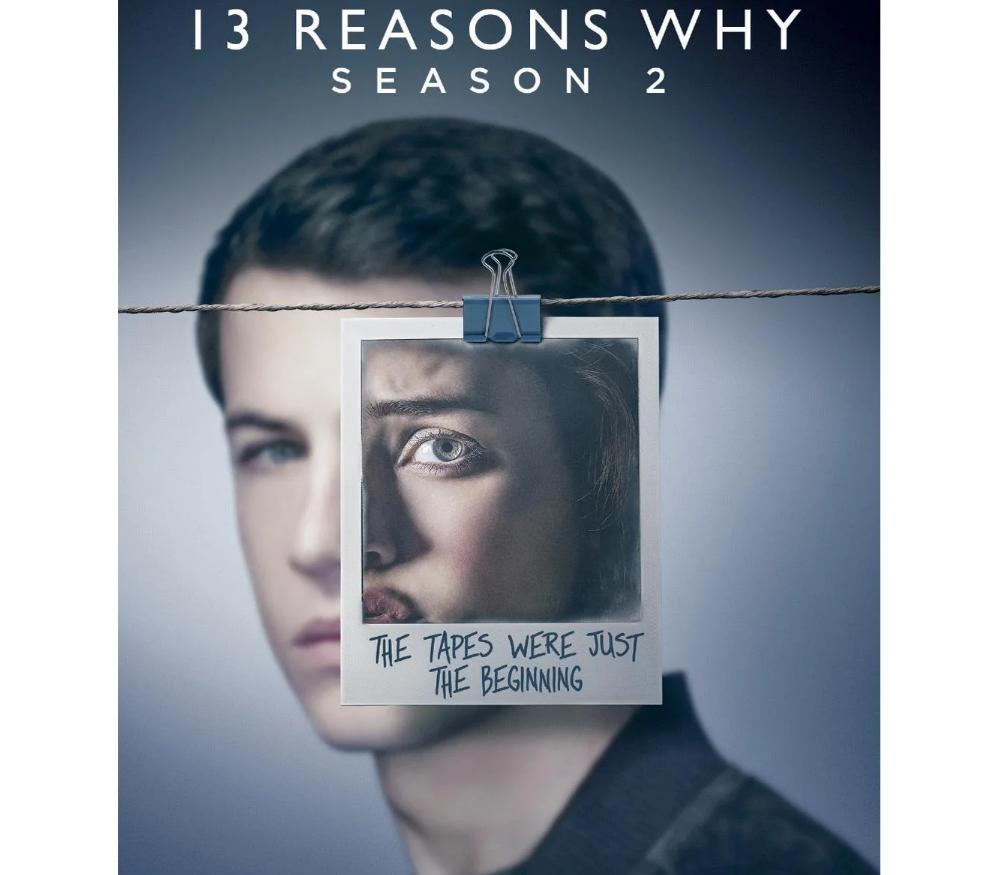 13 REASONS WHY
SEASON 2
THE TAPES WERE JUST
THE BEGINNING